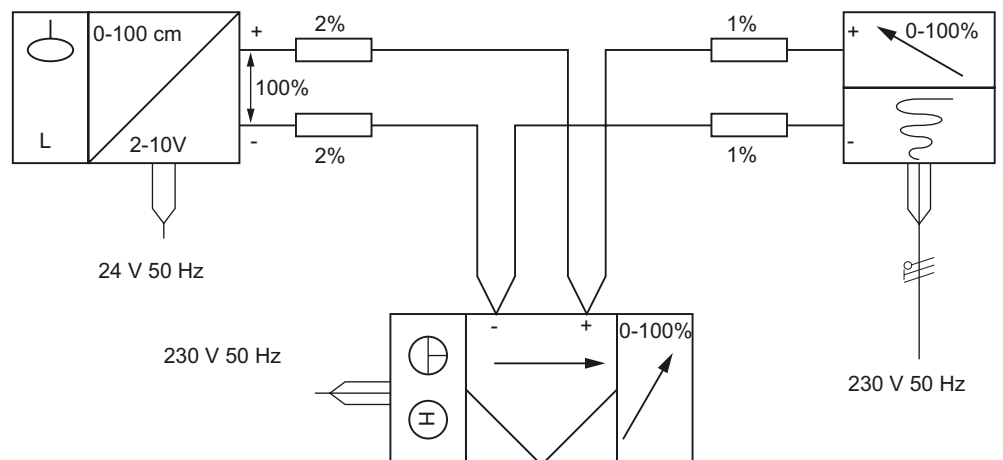 0-100 cm
+
2%
100%
L
2-10V
-
2%
24 V 50 Hz
1%
+
0-100%
-
1%
230 V 50 Hz
230 V 50 Hz
-
+
0-100%
H